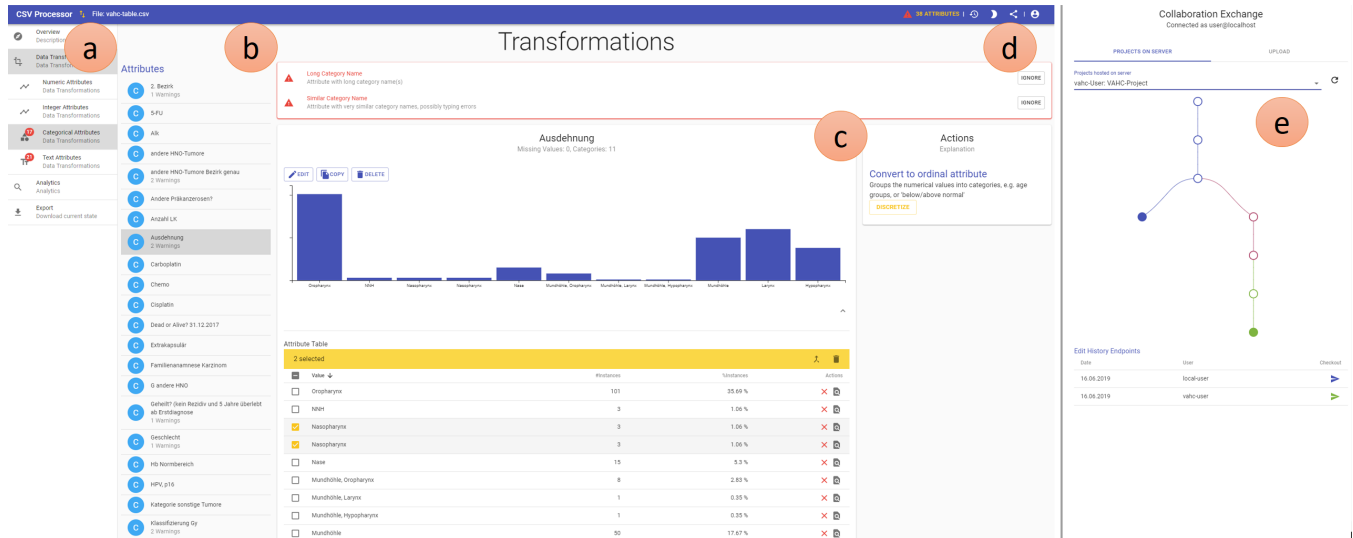 CSV Processor
File: vahc-table.csv
38 ATTRIBUTES
Overview
a
Data Transf
Data Transfor
Numeric Attributes
Data Transformations
Integer Attributes
Data Transformations
17
Categorical Attributes
Data Transformations
21
Text Attributes
Data Transformations
Analytics
Analytics
Export
Download current state
b
Attributes
C
2. Bezirk
1 Warnings
C
5-FU
C
Alk
C
andere HNO-Tumore
C
andere HNO-Tumore Bezirk genau
2 Warnings
C
Andere Präkanzerosen?
C
Anzahl LK
C
Ausdehnung
2 Warnings
C
Carboplatin
C
Chemo
C
Cisplatin
C
Dead or Alive? 31.12.2017
C
Extrakapsulär
C
Familienanamnese Karzinom
C
G andere HNO
C
Geheilt? (kein Rezidiv und 5 Jahre überlebt
ab Erstdiagnose
1 Warnings
C
Geschlecht
1 Warnings
C
Hb Normbereich
C
HPV, p16
C
Kategorie sonstige Tumore
C
Klassifizierung Gy
2 Warnings
Transformations
d
Long Category Name
Attribute with long category name(s)
IGNORE
Similar Category Name
Attribute with very similar category names, possibly typing errors
IGNORE
Ausdehnung
Missing Values: 0, Categories: 11
c
EDIT
COPY
DELETE
Oropharynx NNH Nasopharynx Nasopharynx Nase Mundhöhle, Oropharynx Mundhöhle, Larynx Mundhöhle, Hypopharynx Mundhöhle Larynx Hypopharynx
Attribute Table
2 selected
Value #Instances %Instances Actions
Oropharynx 101 35.69 %
NNH 3 1.06 %
Nasopharynx 3 1.06 %
Nasopharynx 3 1.06 %
Nase 15 5.3 %
Mundhöhle, Oropharynx 8 2.83 %
Mundhöhle, Larynx 1 0.35 %
Mundhöhle, Hypopharynx 1 0.35 %
Mundhöhle 50 17.67 %
Actions
Explanation
Convert to ordinal attribute
Groups the numerical values into categories, e.g. age
groups, or 'below/above normal'
DISCRETIZE
Collaboration Exchange
Connected as user@localhost
PROJECTS ON SERVER
UPLOAD
Projects hosted on server
vahc-User: VAHC-Project
e
Edit History Endpoints
Date User Checkout
16.06.2019 local-user
16.06.2019 vahc-user